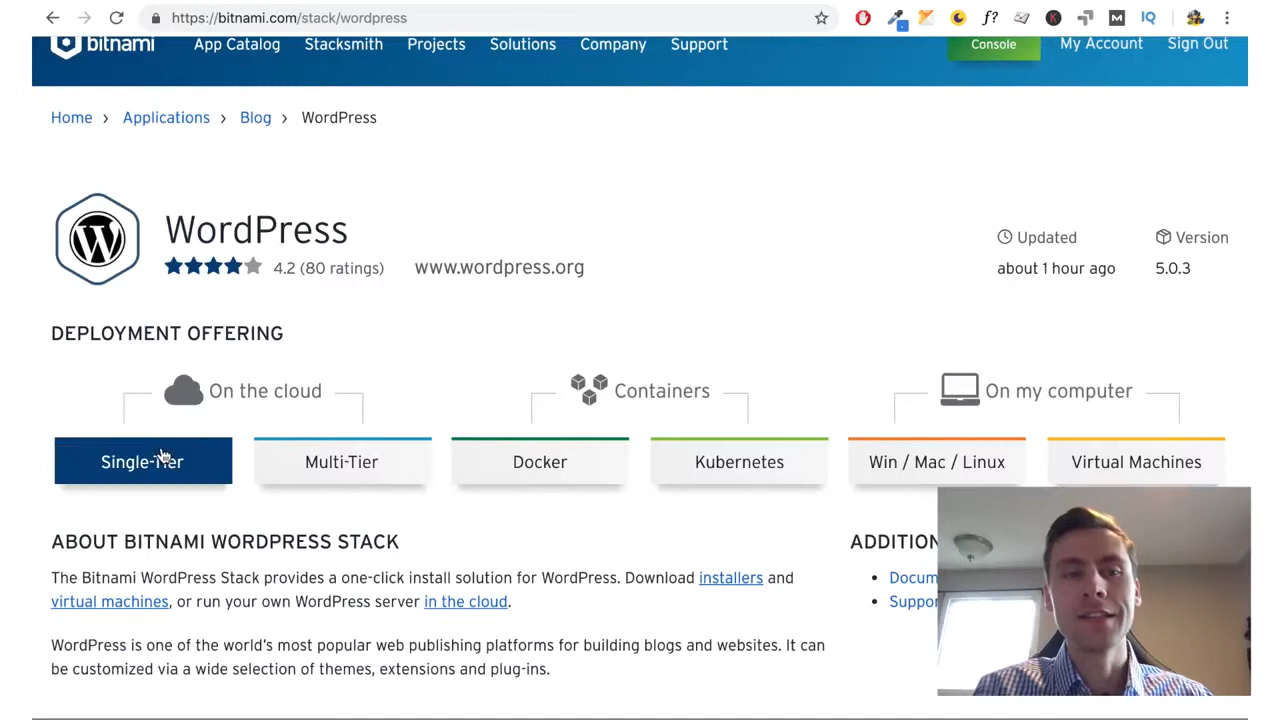 https://bitnami.com/stack/wordpress
f?
M
IQ
bitnami
App Catalog
Stacksmith
Projects
Solutions
Company
Support
Console
My Account
Sign Out
Home › Applications › Blog › WordPress
W
WordPress
4.2 (80 ratings)
www.wordpress.org
Updated
about 1 hour ago
Version
5.0.3
DEPLOYMENT OFFERING
On the cloud
Containers
On my computer
Single-Tier
Multi-Tier
Docker
Kubernetes
Win / Mac / Linux
Virtual Machines
ABOUT BITNAMI WORDPRESS STACK
The Bitnami WordPress Stack provides a one-click install solution for WordPress. Download installers and
virtual machines, or run your own WordPress server in the cloud.
WordPress is one of the world's most popular web publishing platforms for building blogs and websites. It can
be customized via a wide selection of themes, extensions and plug-ins.
ADDITION
• Docum
• Suppor